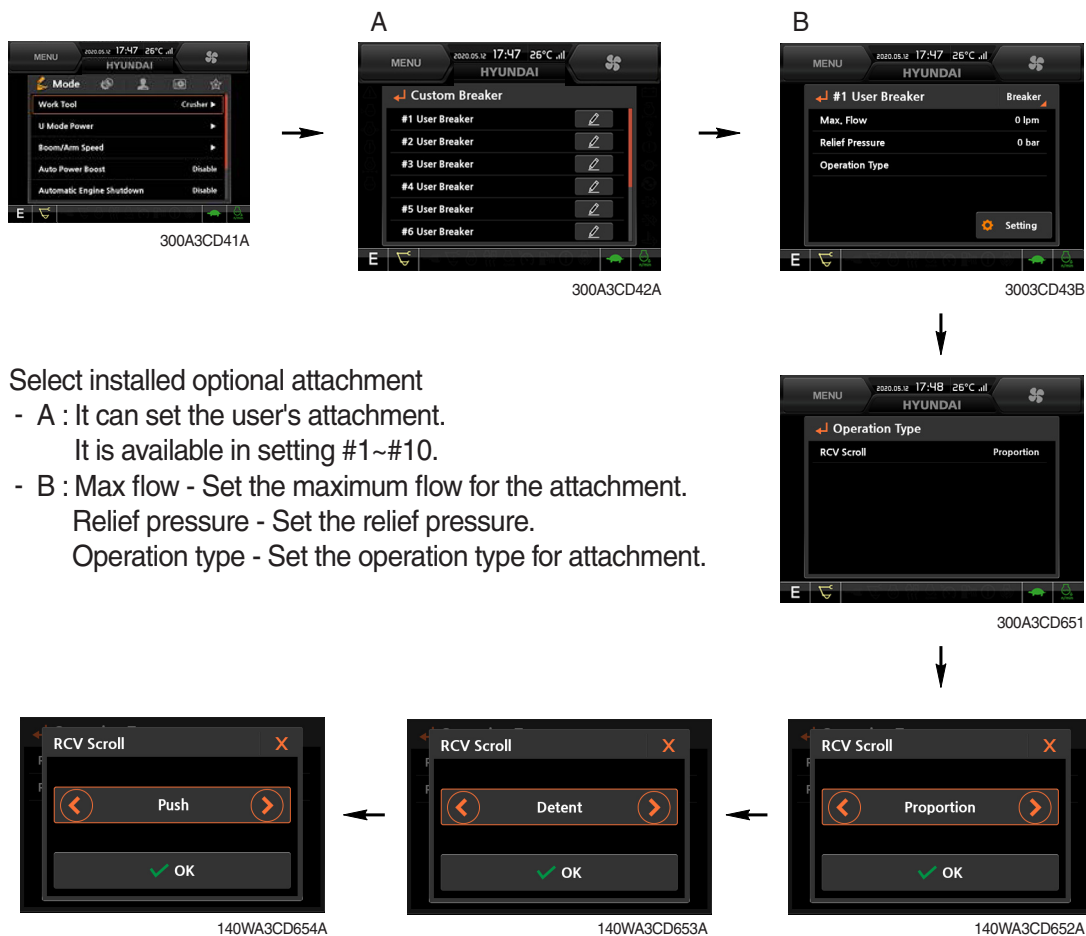 A
B
MENU
2020.05.12 17:47 26°C
HYUNDAI
Mode
Work Tool Crusher ▶
U Mode Power ▶
Boom/Arm Speed ▶
Auto Power Boost Disable
Automatic Engine Shutdown Disable
E
300A3CD41A
MENU
2020.05.12 17:47 26°C
HYUNDAI
Custom Breaker
#1 User Breaker
#2 User Breaker
#3 User Breaker
#4 User Breaker
#5 User Breaker
#6 User Breaker
E
300A3CD42A
MENU
2020.05.12 17:47 26°C
HYUNDAI
#1 User Breaker Breaker
Max, Flow 0 lpm
Relief Pressure 0 bar
Operation Type
Setting
E
3003CD43B
Select installed optional attachment
- A : It can set the user's attachment.
It is available in setting #1~#10.
- B : Max flow - Set the maximum flow for the attachment.
Relief pressure - Set the relief pressure.
Operation type - Set the operation type for attachment.
MENU
2020.05.12 17:48 26°C
HYUNDAI
Operation Type
RCV Scroll Proportion
E
300A3CD651
RCV Scroll X
Push
OK
140WA3CD654A
RCV Scroll X
Detent
OK
140WA3CD653A
RCV Scroll X
Proportion
OK
140WA3CD652A